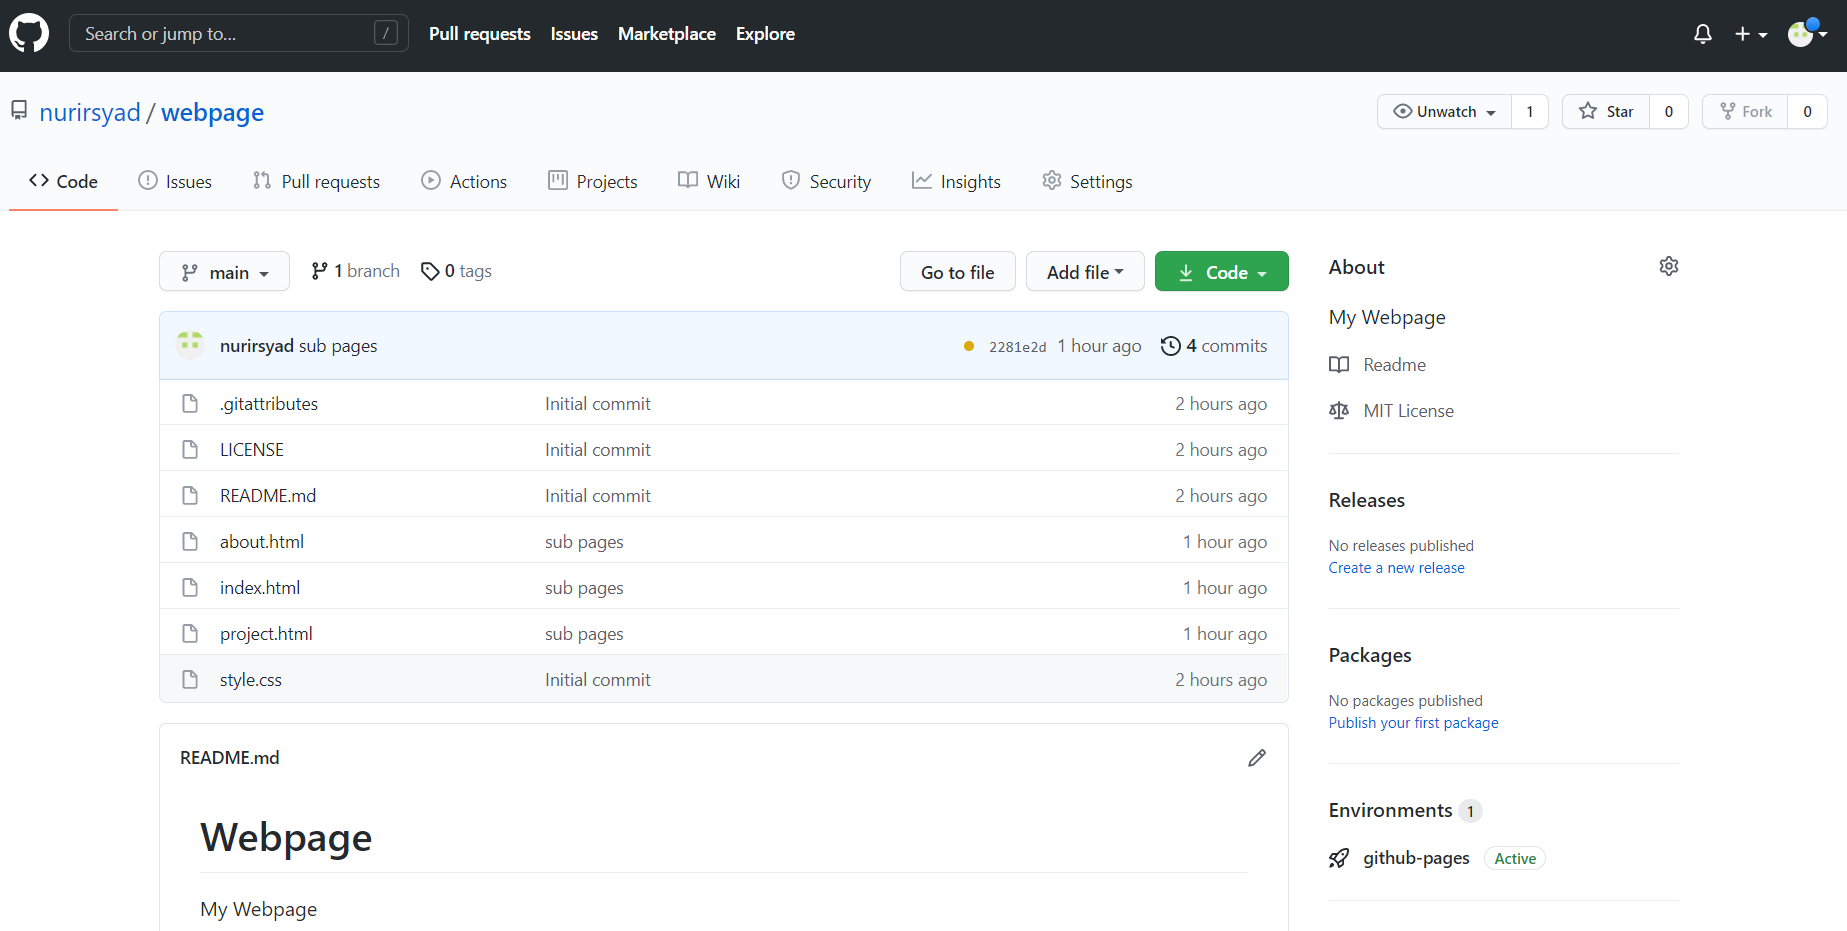 Search or jump to... /
Pull requests Issues Marketplace Explore
nurirsyad / webpage
Unwatch 1 Star 0 Fork 0
Code Issues Pull requests Actions Projects Wiki Security Insights Settings
main 1 branch 0 tags Go to file Add file Code
nurirsyad sub pages 2281e2d 1 hour ago 4 commits
.gitattributes Initial commit 2 hours ago
LICENSE Initial commit 2 hours ago
README.md Initial commit 2 hours ago
about.html sub pages 1 hour ago
index.html sub pages 1 hour ago
project.html sub pages 1 hour ago
style.css Initial commit 2 hours ago
README.md
Webpage
My Webpage
About
My Webpage
Readme
MIT License
Releases
No releases published
Create a new release
Packages
No packages published
Publish your first package
Environments 1
github-pages Active